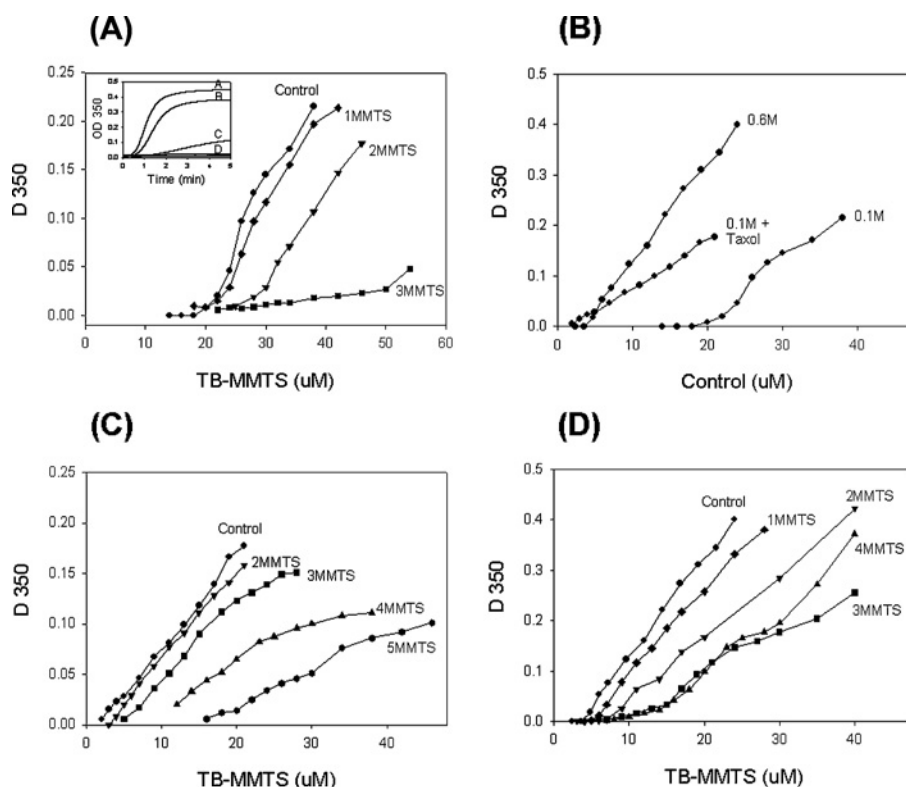 (A)
0.25
0.20
0.15
0.10
0.05
0.00
0 10 20 30 40 50 60
D 350
TB-MMTS (uM)
Control
1MMTS
2MMTS
3MMTS
0.5
0.4
0.3
0.2
0.1
0.0
0 1 2 3 4 5
OD 350
Time (min)
A
B
C
D
(B)
0.5
0.4
0.3
0.2
0.1
0.0
0 10 20 30 40
D 350
Control (uM)
0.6M
0.1M +
Taxol
0.1M
(C)
0.25
0.20
0.15
0.10
0.05
0.00
0 10 20 30 40
D 350
TB-MMTS (uM)
Control
2MMTS
3MMTS
4MMTS
5MMTS
(D)
0.5
0.4
0.3
0.2
0.1
0.0
0 10 20 30 40
D 350
TB-MMTS (uM)
Control
1MMTS
2MMTS
4MMTS
3MMTS